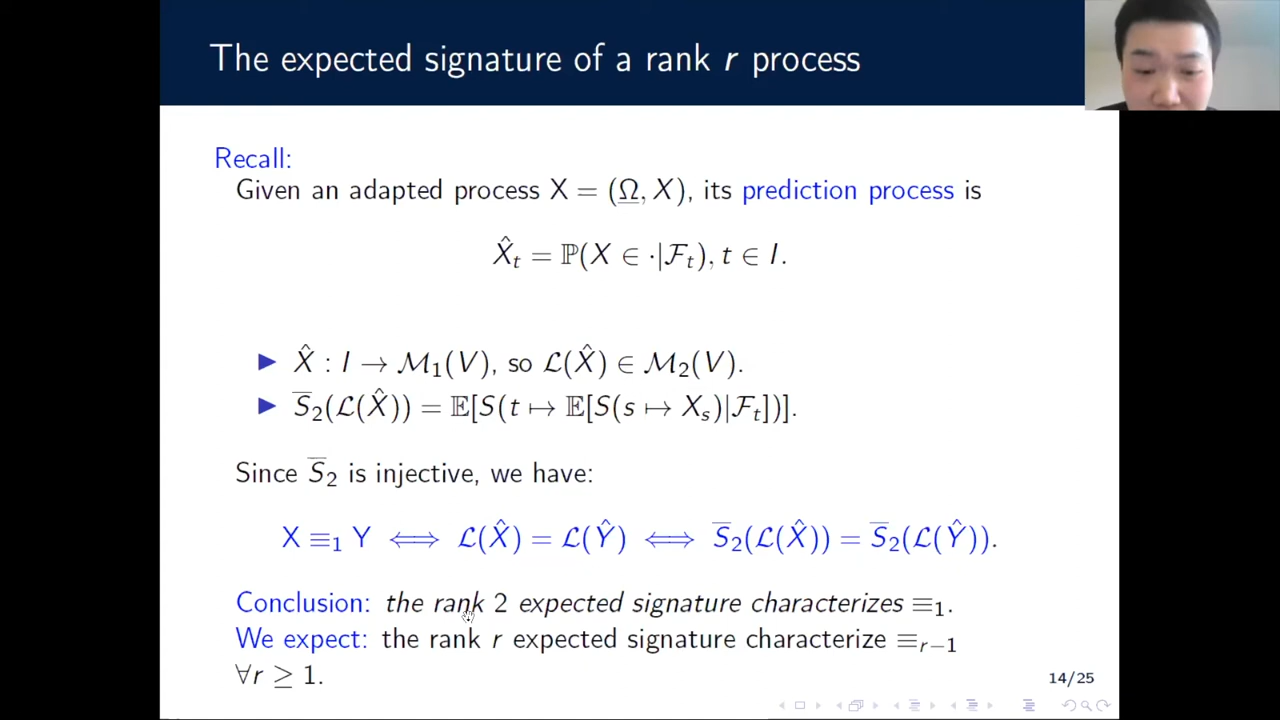 The expected signature of a rank r process
Recall:
Given an adapted process X = (Ω, X), its prediction process is
X̂ₜ = ℙ(X ∈ ·|ℱₜ), t ∈ I.
▶ X̂ : I → ℳ₁(V), so ℒ(X̂) ∈ ℳ₂(V).
▶ S̅₂(ℒ(X̂)) = 𝔼[S(t ↦ 𝔼[S(s ↦ Xₛ)|ℱₜ])].
Since S̅₂ is injective, we have:
X ≡₁ Y ⟺ ℒ(X̂) = ℒ(Ŷ) ⟺ S̅₂(ℒ(X̂)) = S̅₂(ℒ(Ŷ)).
Conclusion: the rank 2 expected signature characterizes ≡₁.
We expect: the rank r expected signature characterize ≡ᵣ₋₁
∀r ≥ 1.
14/25